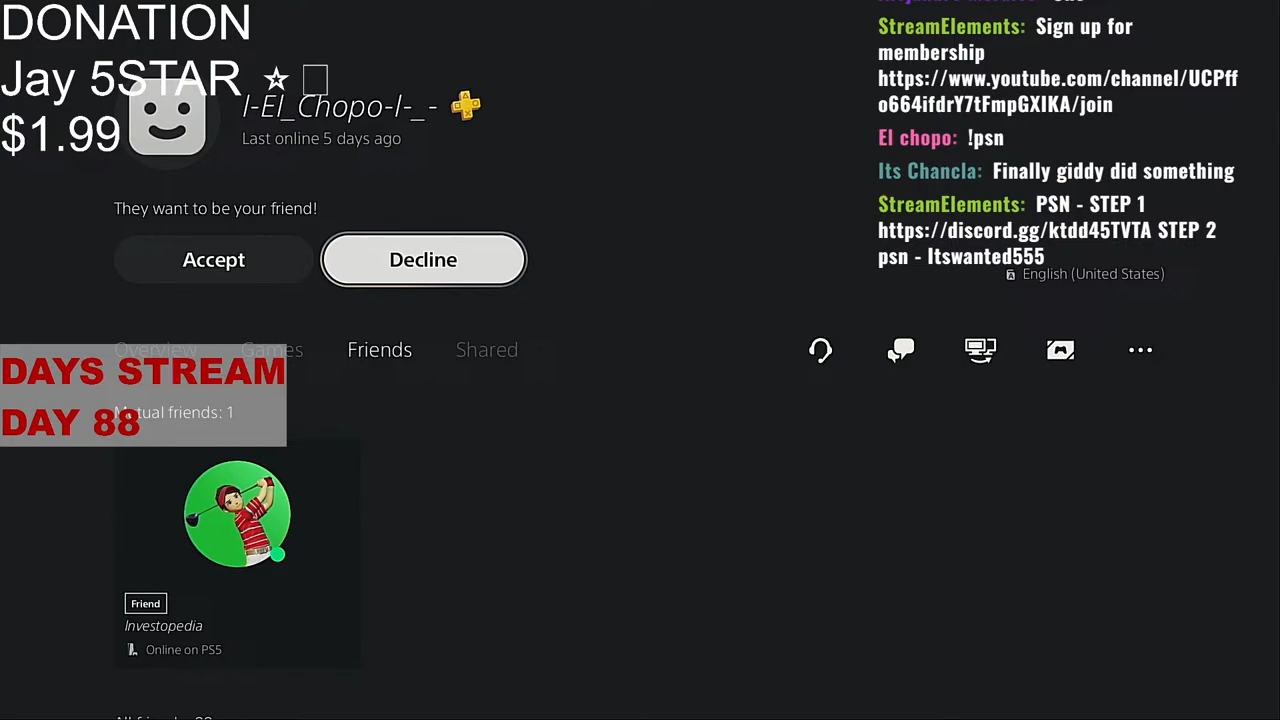 DONATION
Jay 5STAR ☆
$1.99
l-El_Chopo-l-_-
Last online 5 days ago
They want to be your friend!
Accept
Decline
StreamElements: Sign up for
membership
https://www.youtube.com/channel/UCPff
o664ifdrY7tFmpGXIKA/join
El chopo: !psn
Its Chancla: Finally giddy did something
StreamElements: PSN - STEP 1
https://discord.gg/ktdd45TVTA STEP 2
psn - Itswanted555
English (United States)
Overview
Games
Friends
Shared
DAYS STREAM
DAY 88
Mutual friends: 1
Friend
Investopedia
Online on PS5